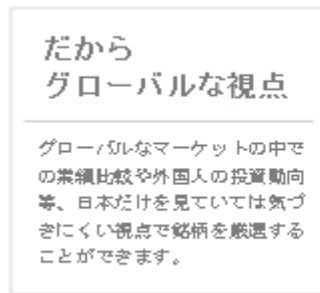 だから
グローバルな視点
グローバルなマーケットの中で
の業績比較や外国人の投資動向
等、日本だけを見ていては気づ
きにくい視点で銘柄を厳選する
ことができます。